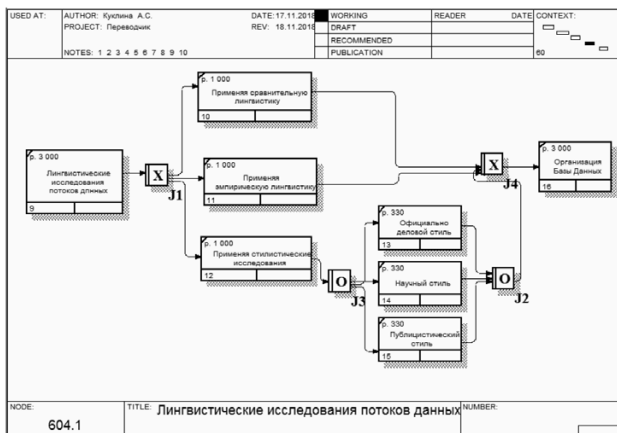 USED AT:
AUTHOR: Куклина А.С.
DATE:17.11.2018
WORKING
READER
DATE
CONTEXT:
PROJECT: Переводчик
REV: 18.11.2018
DRAFT
RECOMMENDED
NOTES: 1 2 3 4 5 6 7 8 9 10
PUBLICATION
60
р. 1 000
Применяя сравнительную
лингвистику
10
р. 3 000
Лингвистические
исследования
потоков данных
9
X
J1
р. 1 000
Применяя
эмпирическую лингвистику
11
X
J4
р. 3 000
Организация
Базы Данных
16
р. 1 000
Применяя стилистические
исследования
12
O
J3
р. 330
Официально
деловой стиль
13
р. 330
Научный стиль
14
р. 330
Публицистический
стиль
15
O
J2
NODE:
604.1
TITLE:
Лингвистические исследования потоков данных
NUMBER: